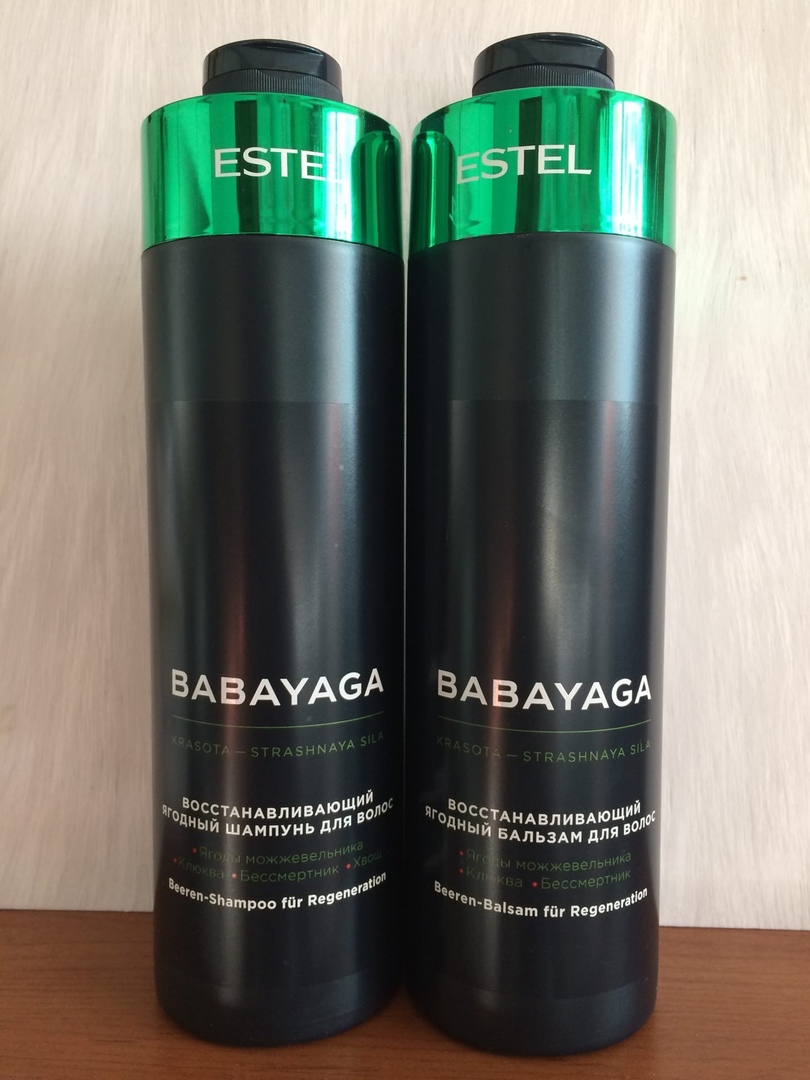 ESTEL
BABAYAGA
KRASOTA — STRASHNAYA SILA
ВОССТАНАВЛИВАЮЩИЙ
ЯГОДНЫЙ ШАМПУНЬ ДЛЯ ВОЛОС
•Ягоды можжевельника
•Клюква •Бессмертник •Хвощ
Beeren-Shampoo für Regeneration
ESTEL
BABAYAGA
KRASOTA — STRASHNAYA SILA
ВОССТАНАВЛИВАЮЩИЙ
ЯГОДНЫЙ БАЛЬЗАМ ДЛЯ ВОЛОС
•Ягоды можжевельника
•Клюква •Бессмертник
Beeren-Balsam für Regeneration